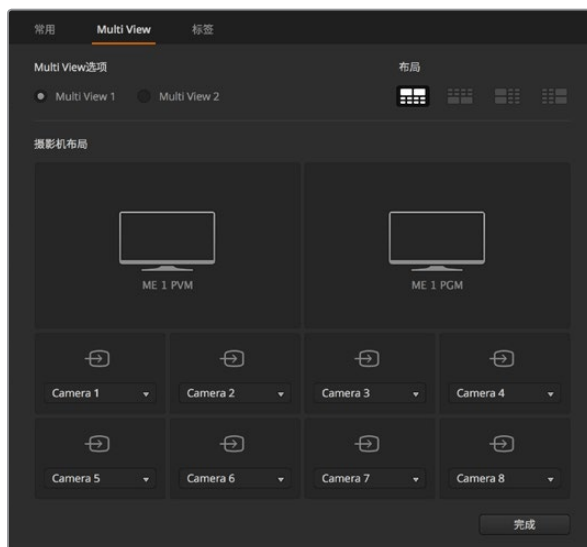 常用 Multi View 标签
Multi View选项 布局
Multi View 1 Multi View 2
摄影机布局
ME 1 PVM ME 1 PGM
Camera 1 Camera 2 Camera 3 Camera 4
Camera 5 Camera 6 Camera 7 Camera 8
完成